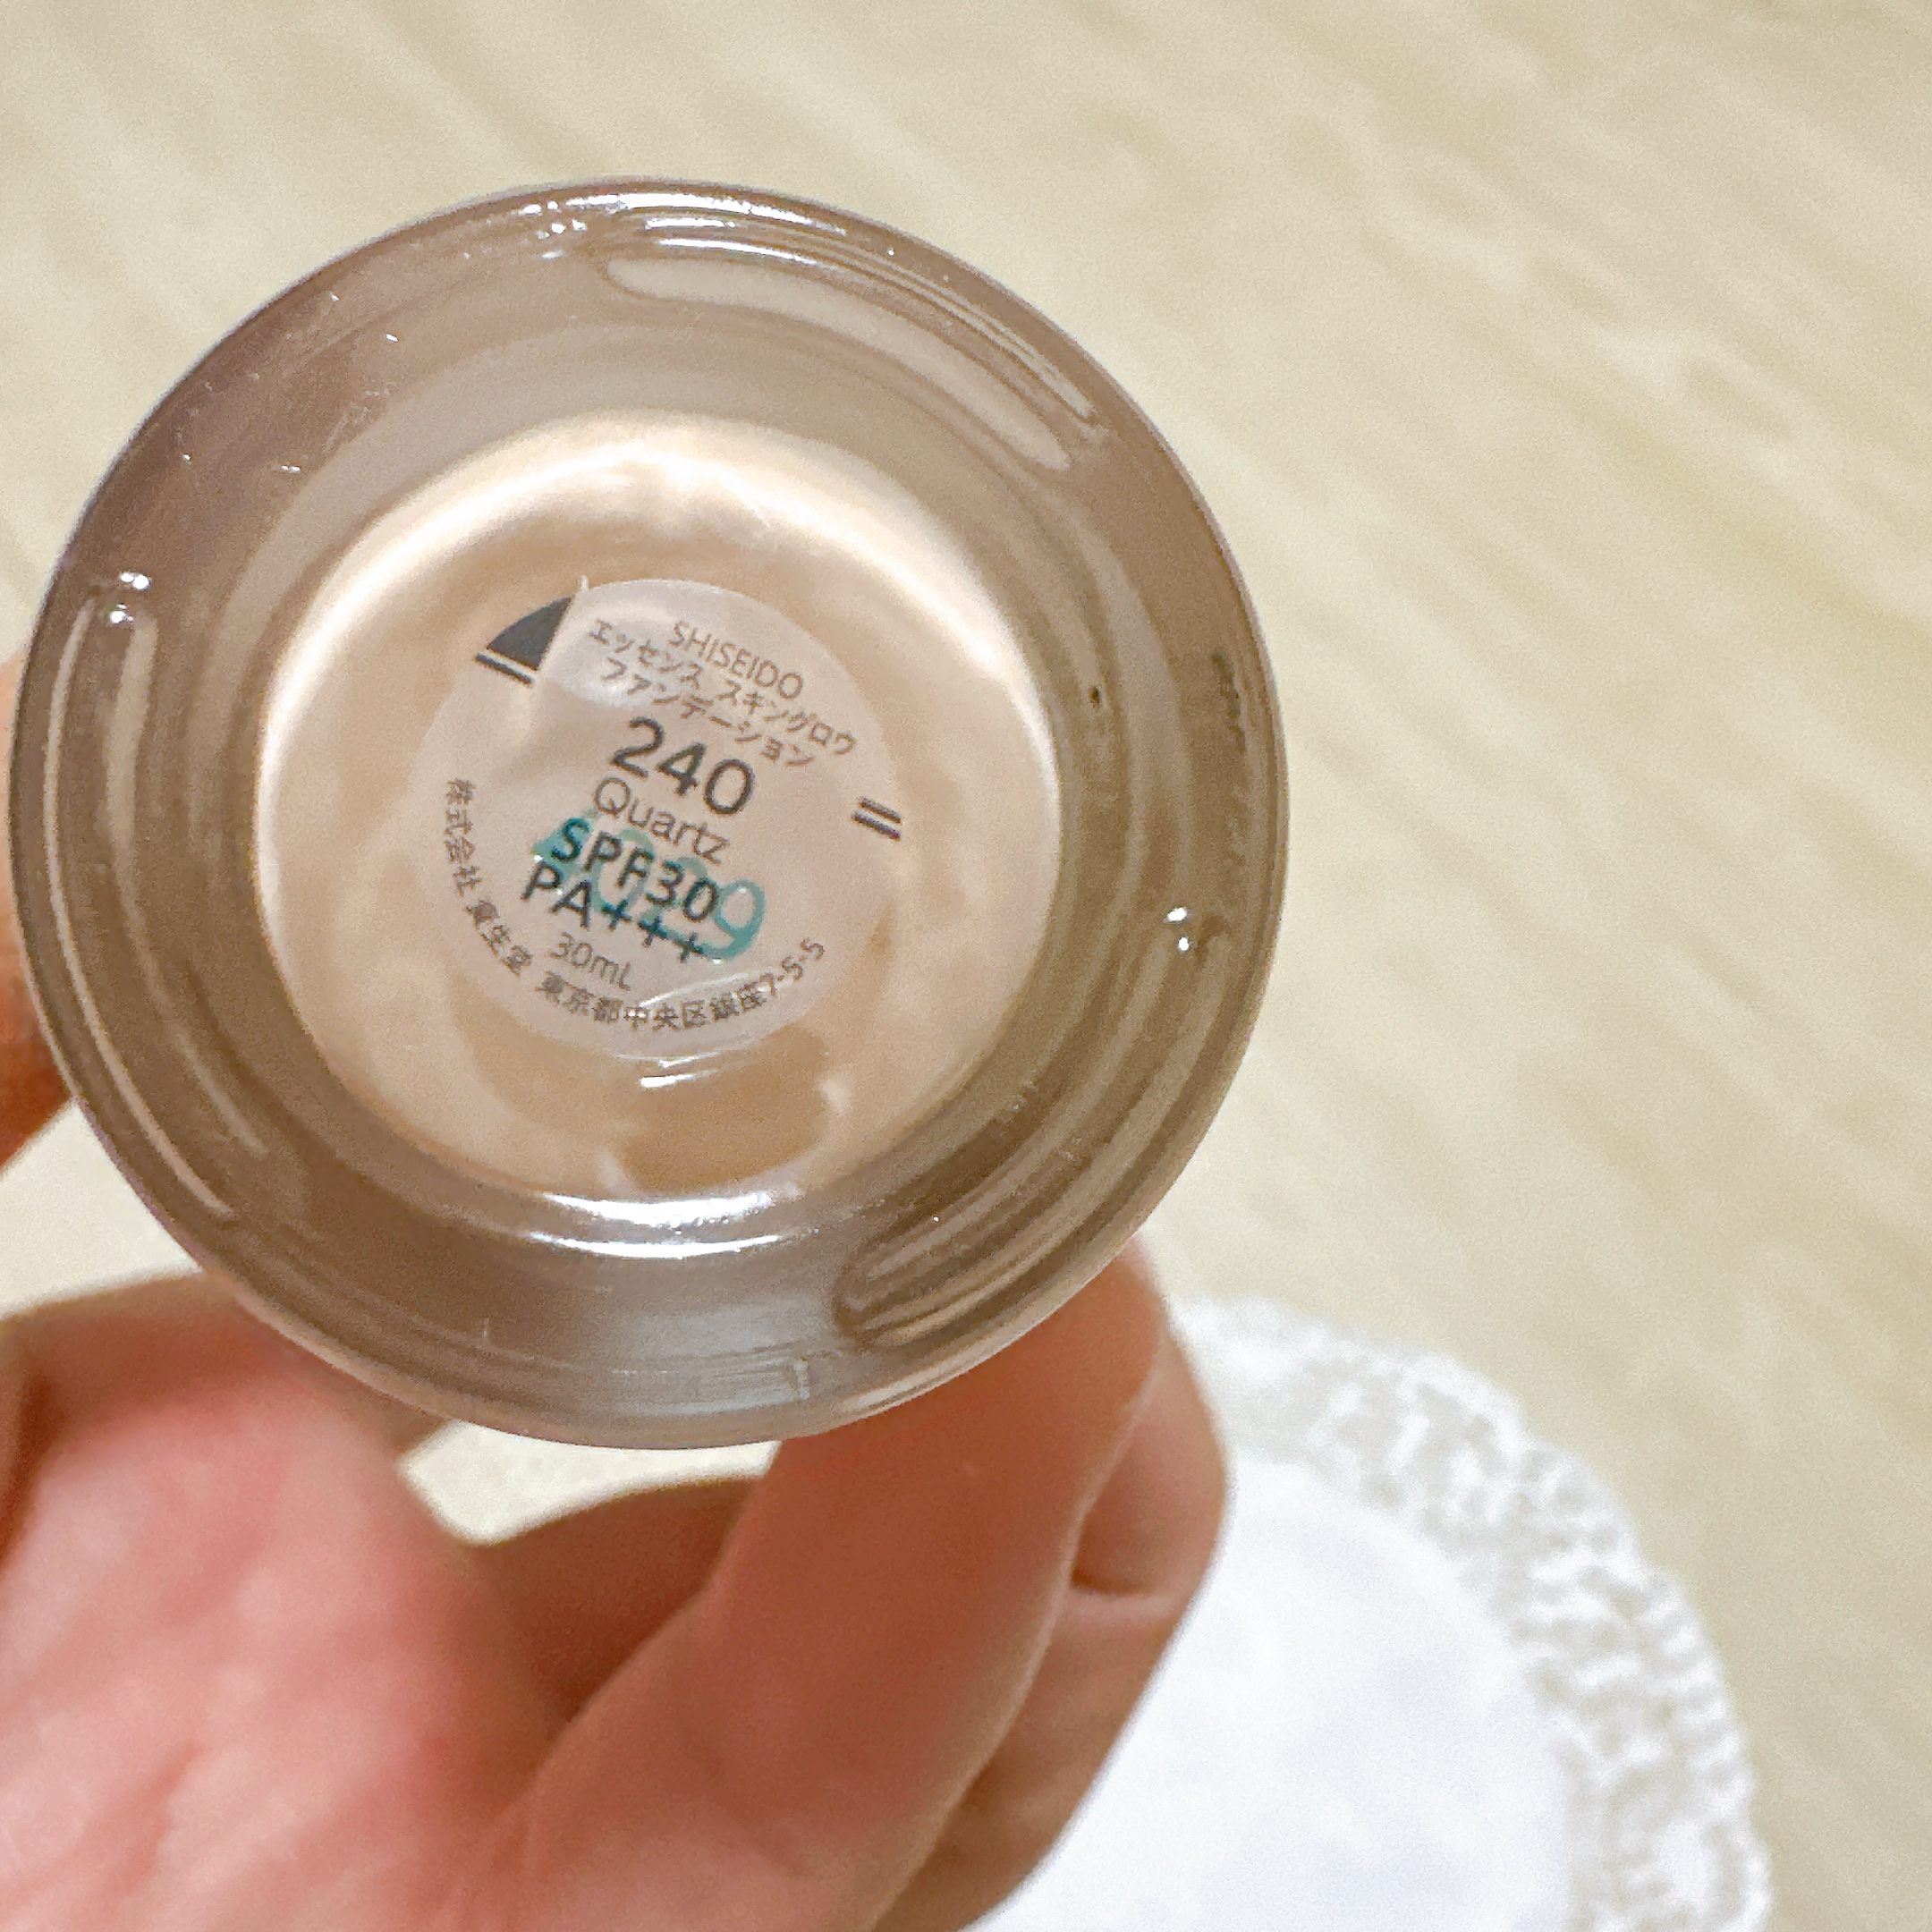 SHISEIDO
エッセンス スキングロウ
ファンデーション
240
Quartz
SPF30
PA+++
30mL
株式会社 資生堂 東京都中央区銀座7-5-5